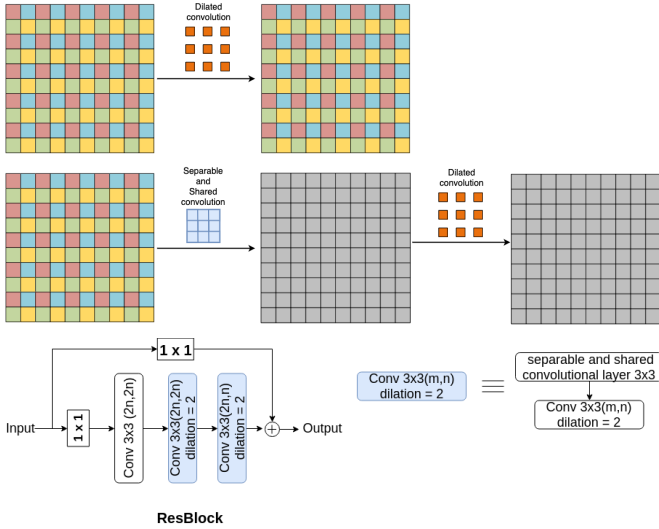 Dilated
convolution
Separable
and
Shared
convolution
Dilated
convolution
1 x 1
Input
1 x 1
Conv 3x3 (2n,2n)
Conv 3x3(2n,2n)
dilation = 2
Conv 3x3(2n,n)
dilation = 2
Output
Conv 3x3(m,n)
dilation = 2
separable and shared
convolutional layer 3x3
Conv 3x3(m,n)
dilation = 2
ResBlock